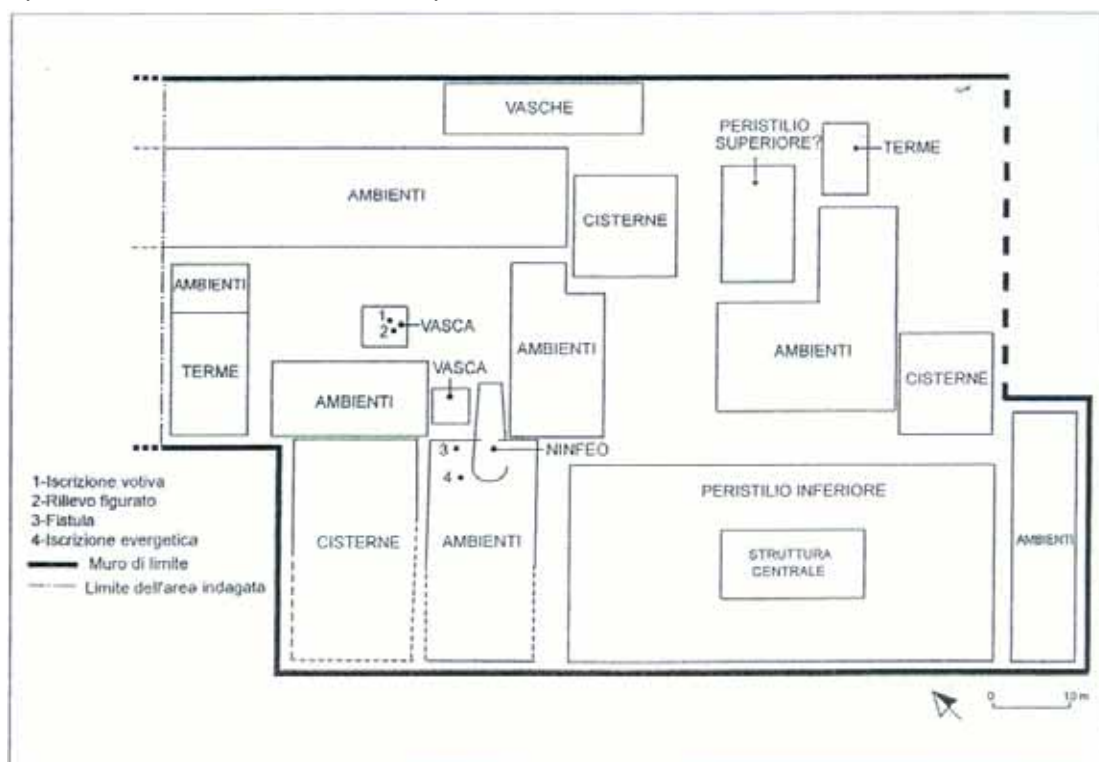 VASCHE
PERISTILIO
SUPERIORE?
TERME
AMBIENTI
CISTERNE
AMBIENTI
1
2
VASCA
TERME
VASCA
AMBIENTI
AMBIENTI
AMBIENTI
CISTERNE
3
NINFEO
4
1-Iscrizione votiva
2-Rilievo figurato
3-Fistula
4-Iscrizione evergetica
Muro di limite
Limite dell'area indagata
CISTERNE
AMBIENTI
PERISTILIO INFERIORE
STRUTTURA
CENTRALE
AMBIENTI
0 10 m